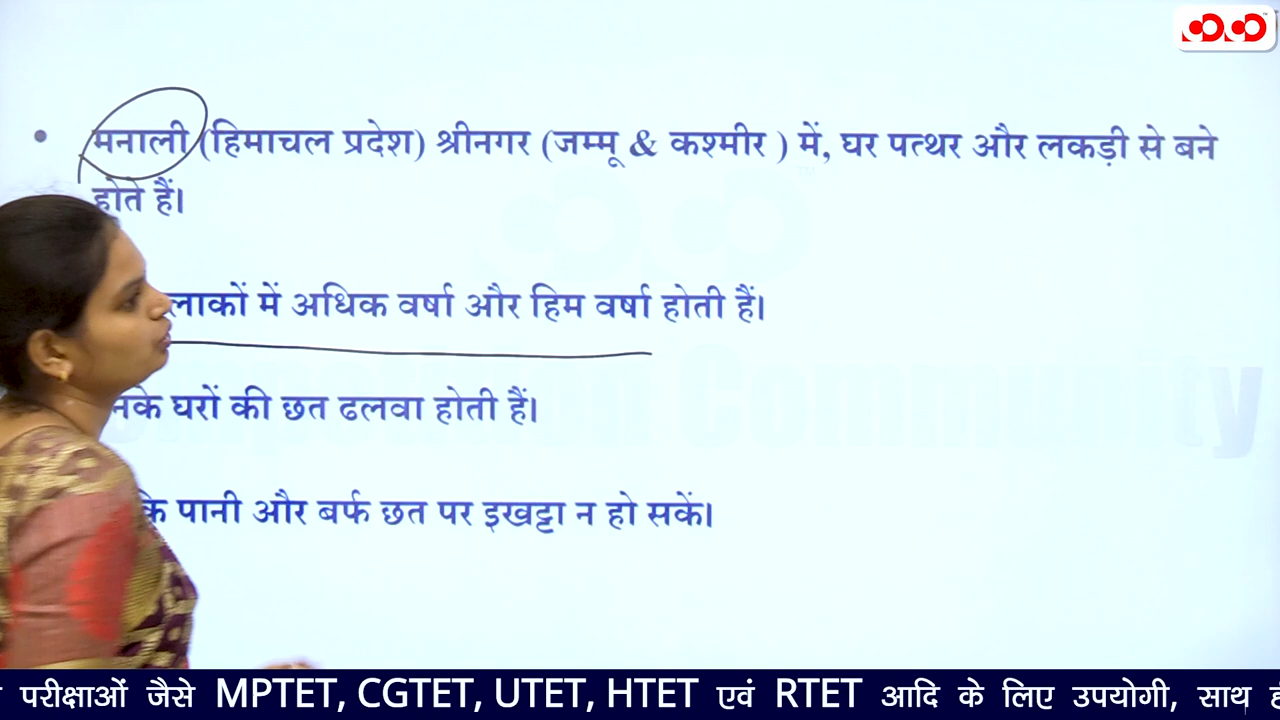 मनाली (हिमाचल प्रदेश) श्रीनगर (जम्मू & कश्मीर ) में, घर पत्थर और लकड़ी से बने
होते हैं।
में अधिक वर्षा और हिम वर्षा होती हैं।
घरों की छत ढलवा होती हैं।
पानी और बर्फ छत पर इखट्टा न हो सकें।
परीक्षाओं जैसे MPTET, CGTET, UTET, HTET एवं RTET आदि के लिए उपयोगी, साथ